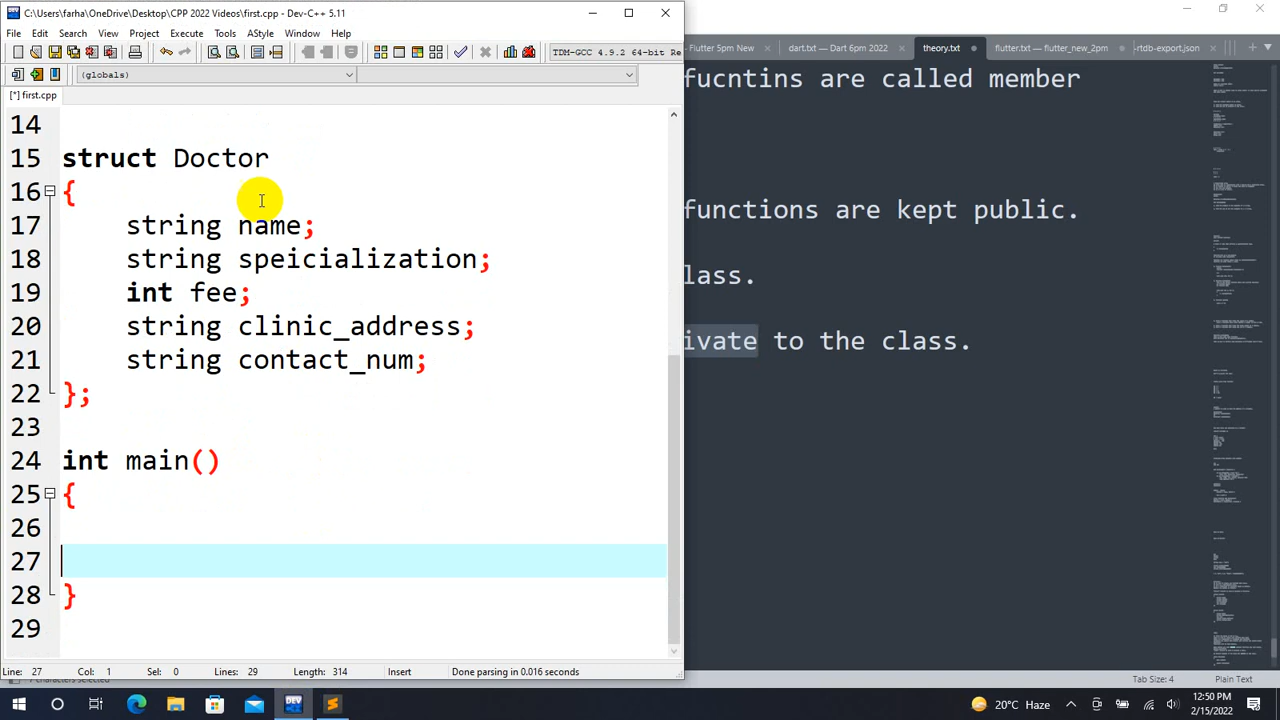 C:\Users\farha\OneDrive\Doctor\CPP 2022 Videos\first.cpp - Dev-C++ 5.11
File Edit Search View Project Execute Tools AStyle Window Help
TDM-GCC 4.9.2 64-bit Re
(globals)
[*] first.cpp
14
15 struct Doctor
16 {
17 string name;
18 string speicialization;
19 int fee;
20 string clinic_address;
21 string contact_num;
22 };
23
24 int main()
25 {
26
27
28 }
29
Line: 27 Col: 1 Sel: 0 Lines: 29 Length: 314 Insert Done parsing in 0.016 seconds
Flutter 5pm New dart.txt — Dart 6pm 2022 theory.txt flutter.txt — flutter_new_2pm -rtdb-export.json
fucntins are called member
functions are kept public.
lass.
ivate to the class.
Tab Size: 4 Plain Text
20°C Haze 12:50 PM
2/15/2022